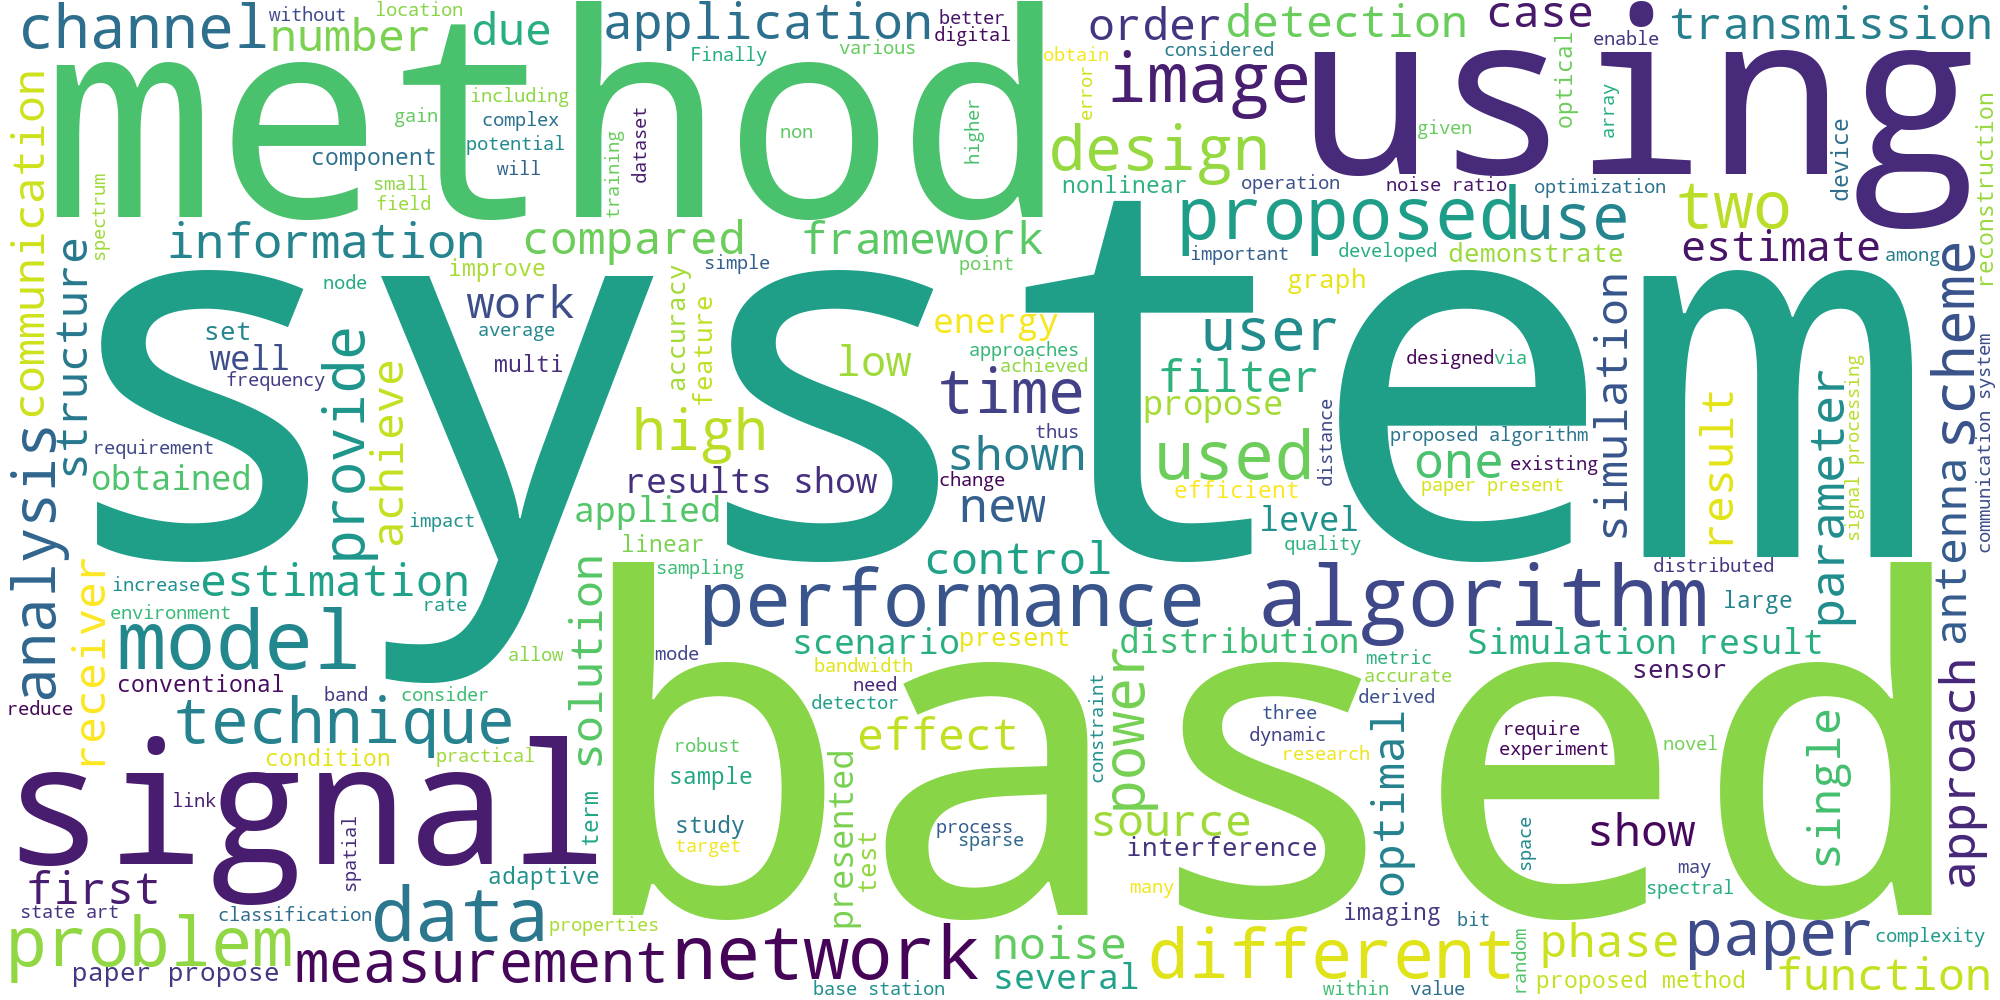 channel
without
location
number
due
application
better
digital
order
detection
case
transmission
Finally
various
obtain
considered
enable
method
using
image
optical
communication
including
gain
complex
potential
will
component
small
field
non
training
dataset
higher
error
design
given
array
device
reconstruction
spectrum
nonlinear
operation
noise ratio
optimization
proposed
use
two
information
compared
framework
important
developed
demonstrate
estimate
among
structure
node
improve
simple
point
graph
system
set
well
frequency
work
average
multi
accuracy
feature
energy
low
approaches
achieved
time
user
filter
propose
designed
via
simulation
scheme
provide
achieve
high
thus
used
distance
proposed algorithm
one
existing
paper present
result
parameter
signal processing
communication system
analysis
requirement
obtained
results show
shown
change
efficient
new
level
quality
impact
applied
linear
sampling
control
distributed
antenna
receiver
increase
estimation
environment
rate
solution
performance
algorithm
large
model
allow
mode
scenario
present
distribution
Simulation result
conventional
band
consider
bandwidth
need
detector
metric
accurate
derived
sensor
reduce
technique
condition
practical
based
robust
sample
effect
power
constraint
three
dynamic
research
optimal
require
experiment
novel
single
approach
signal
link
spatial
term
study
target
presented
test
process
sparse
source
interference
space
show
first
adaptive
many
may
spectral
state art
classification
data
properties
imaging
bit
problem
paper propose
measurement
network
base station
noise
several
different
within
value
random
phase
proposed method
paper
complexity
function